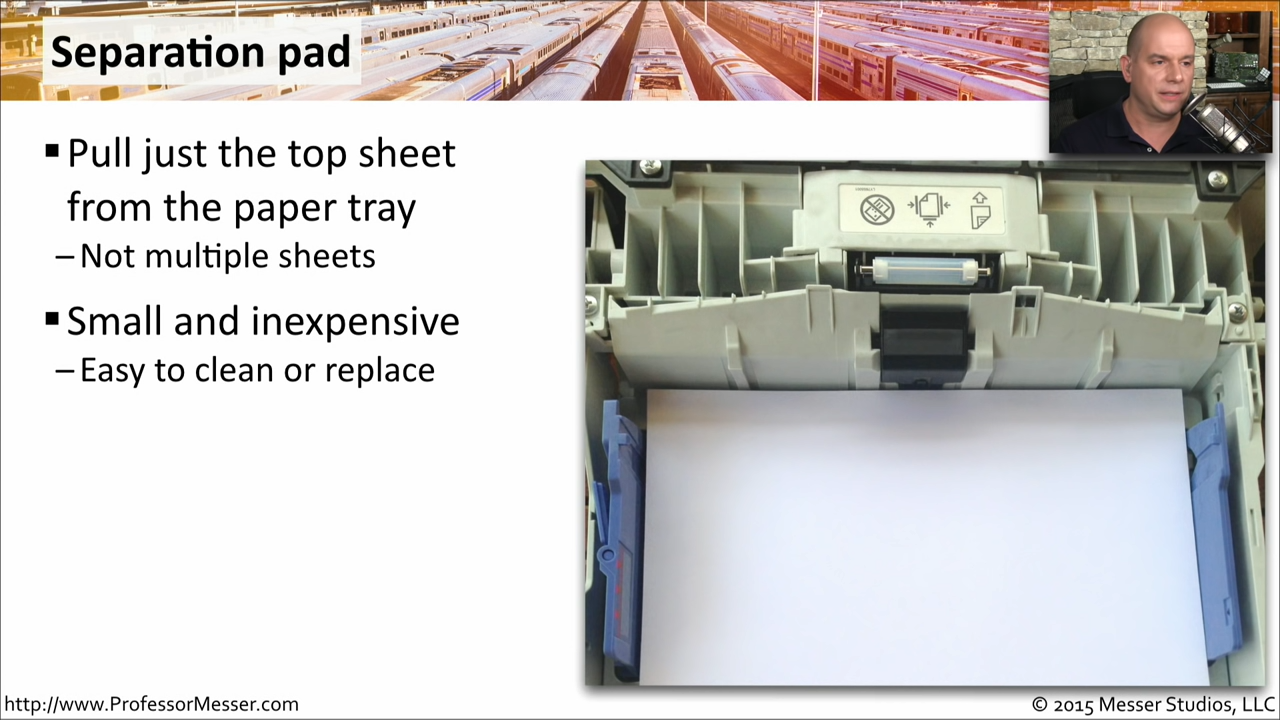 Separation pad
▪ Pull just the top sheet
from the paper tray
– Not multiple sheets
▪ Small and inexpensive
– Easy to clean or replace
http://www.ProfessorMesser.com
© 2015 Messer Studios, LLC